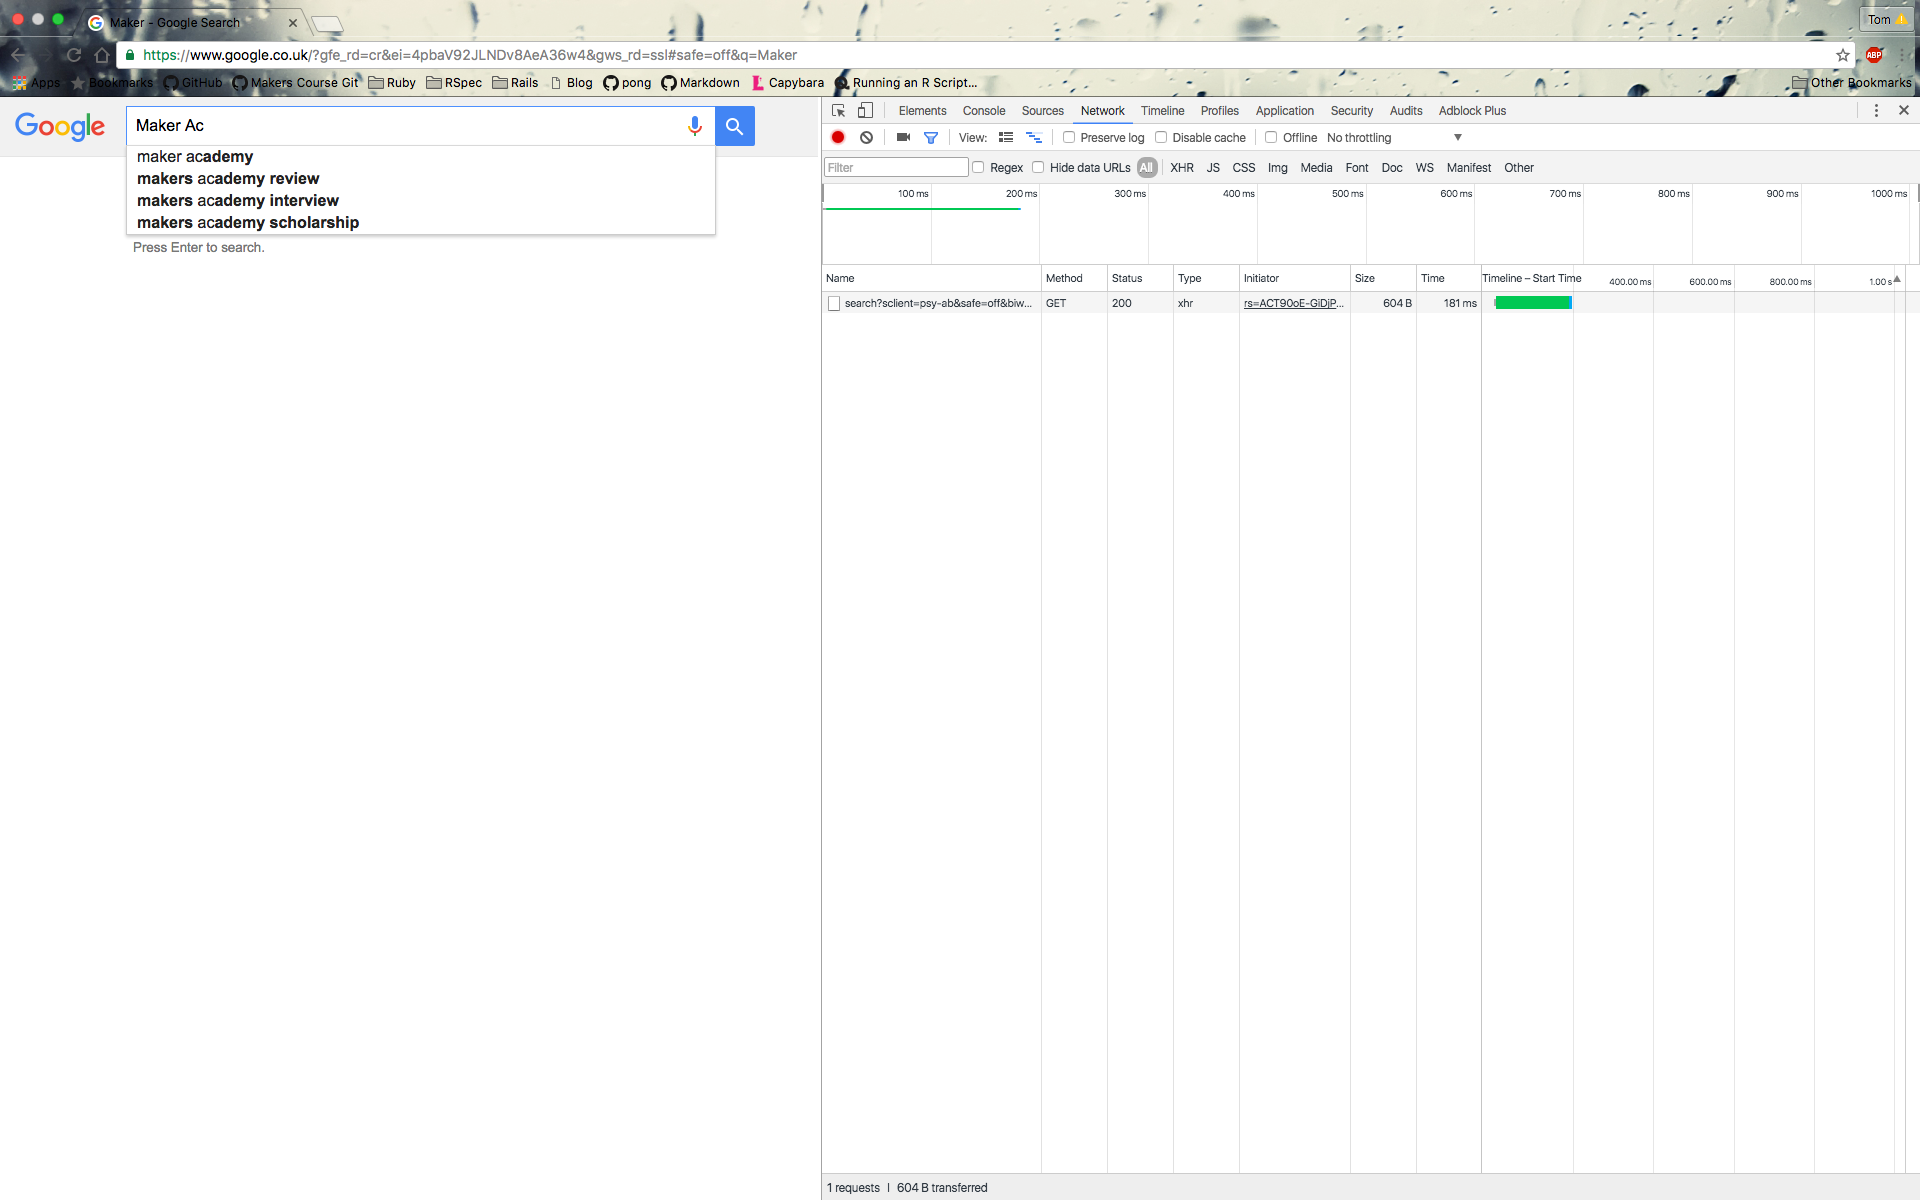 Maker - Google Search
Tom
https://www.google.co.uk/?gfe_rd=cr&ei=4pbaV92JLNDv8AeA36w4&gws_rd=ssl#safe=off&q=Maker
ABP
Apps Bookmarks GitHub Makers Course Git Ruby RSpec Rails Blog pong Markdown Capybara Running an R Script... Other Bookmarks
Google
Maker Ac
maker academy
makers academy review
makers academy interview
makers academy scholarship
Press Enter to search.
Elements Console Sources Network Timeline Profiles Application Security Audits Adblock Plus
View: Preserve log Disable cache Offline No throttling
Filter Regex Hide data URLs All XHR JS CSS Img Media Font Doc WS Manifest Other
100 ms 200 ms 300 ms 400 ms 500 ms 600 ms 700 ms 800 ms 900 ms 1000 ms
Name Method Status Type Initiator Size Time Timeline – Start Time 400.00 ms 600.00 ms 800.00 ms 1.00 s
search?sclient=psy-ab&safe=off&biw... GET 200 xhr rs=ACT90oE-GiDjP... 604 B 181 ms
1 requests | 604 B transferred